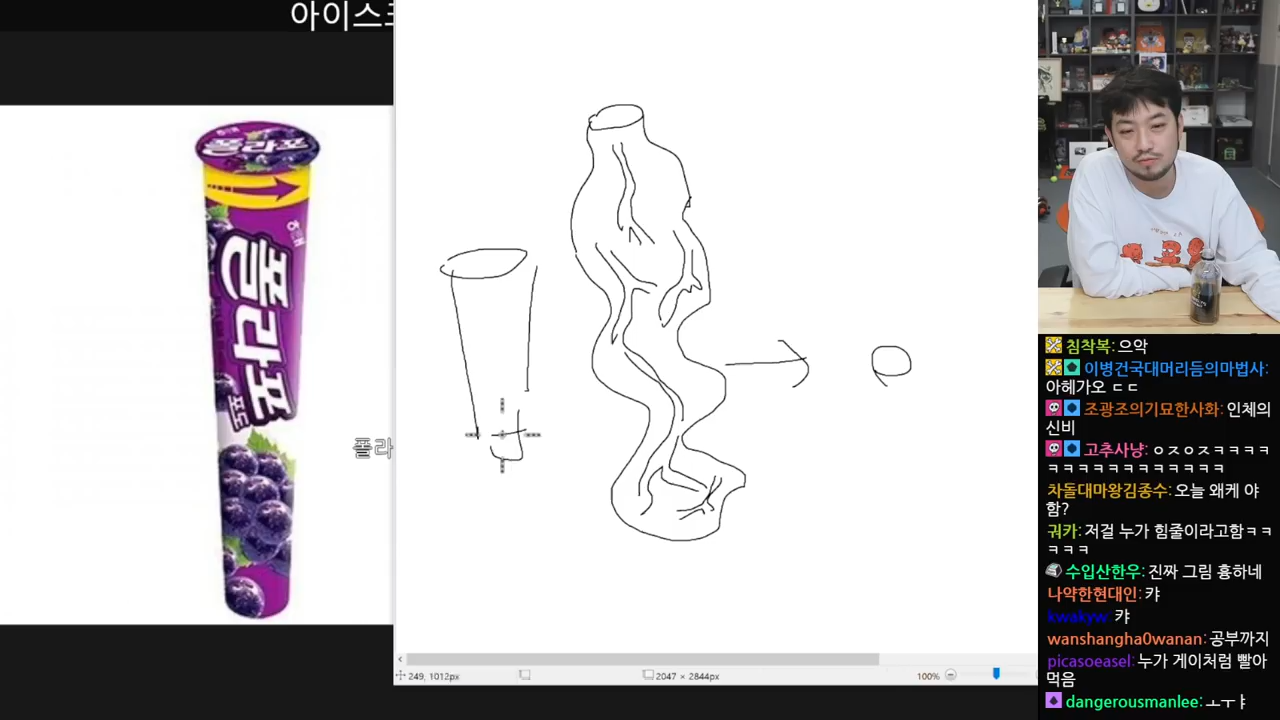 아이스크
폴라포
폴라포
포도
폴라
249, 1012px
2047 × 2844px
100%
침착복: 으악
이병건국대머리듬의마법사:
아헤가오 ㄷㄷ
조광조의기묘한사화: 인체의
신비
고추사냥: ㅇㅈㅇㅈㅋㅋㅋㅋ
ㅋㅋㅋㅋㅋㅋㅋㅋㅋㅋㅋㅋ
차돌대마왕김종수: 오늘 왜케 야
함?
궈카: 저걸 누가 힘줄이라고함ㅋㅋ
ㅋㅋㅋㅋ
수입산한우: 진짜 그림 흉하네
나약한현대인: 캬
kwakyw: 캬
wanshangha0wanan: 공부까지
picasoeasel: 누가 게이처럼 빨아
먹음
dangerousmanlee: ㅗㅜㅑ